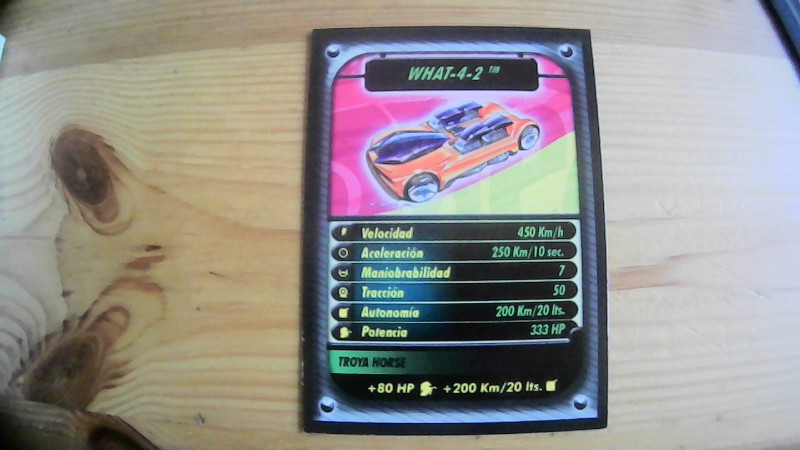 WHAT-4-2 ™
Velocidad 450 Km/h
Aceleración 250 Km/10 sec.
Maniobrabilidad 7
Tracción 50
Autonomía 200 Km/20 lts.
Potencia 333 HP
TROYA HORSE
+80 HP +200 Km/20 lts.